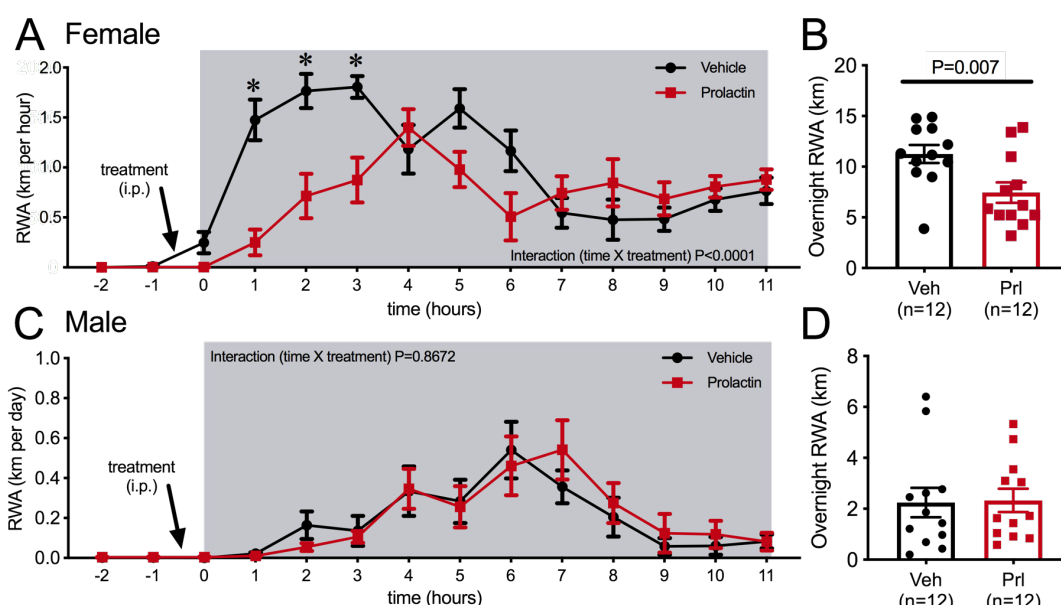 A Female
RWA (km per hour)
2.0
1.5
1.0
0.5
0
treatment
(i.p.)
* * *
Vehicle
Prolactin
Interaction (time X treatment) P<0.0001
-2 -1 0 1 2 3 4 5 6 7 8 9 10 11
time (hours)
B
P=0.007
Overnight RWA (km)
20
15
10
5
0
Veh Prl
(n=12) (n=12)
C Male
RWA (km per day)
1.0
0.8
0.6
0.4
0.2
0.0
treatment
(i.p.)
Interaction (time X treatment) P=0.8672
Vehicle
Prolactin
-2 -1 0 1 2 3 4 5 6 7 8 9 10 11
time (hours)
D
Overnight RWA (km)
8
6
4
2
0
Veh Prl
(n=12) (n=12)